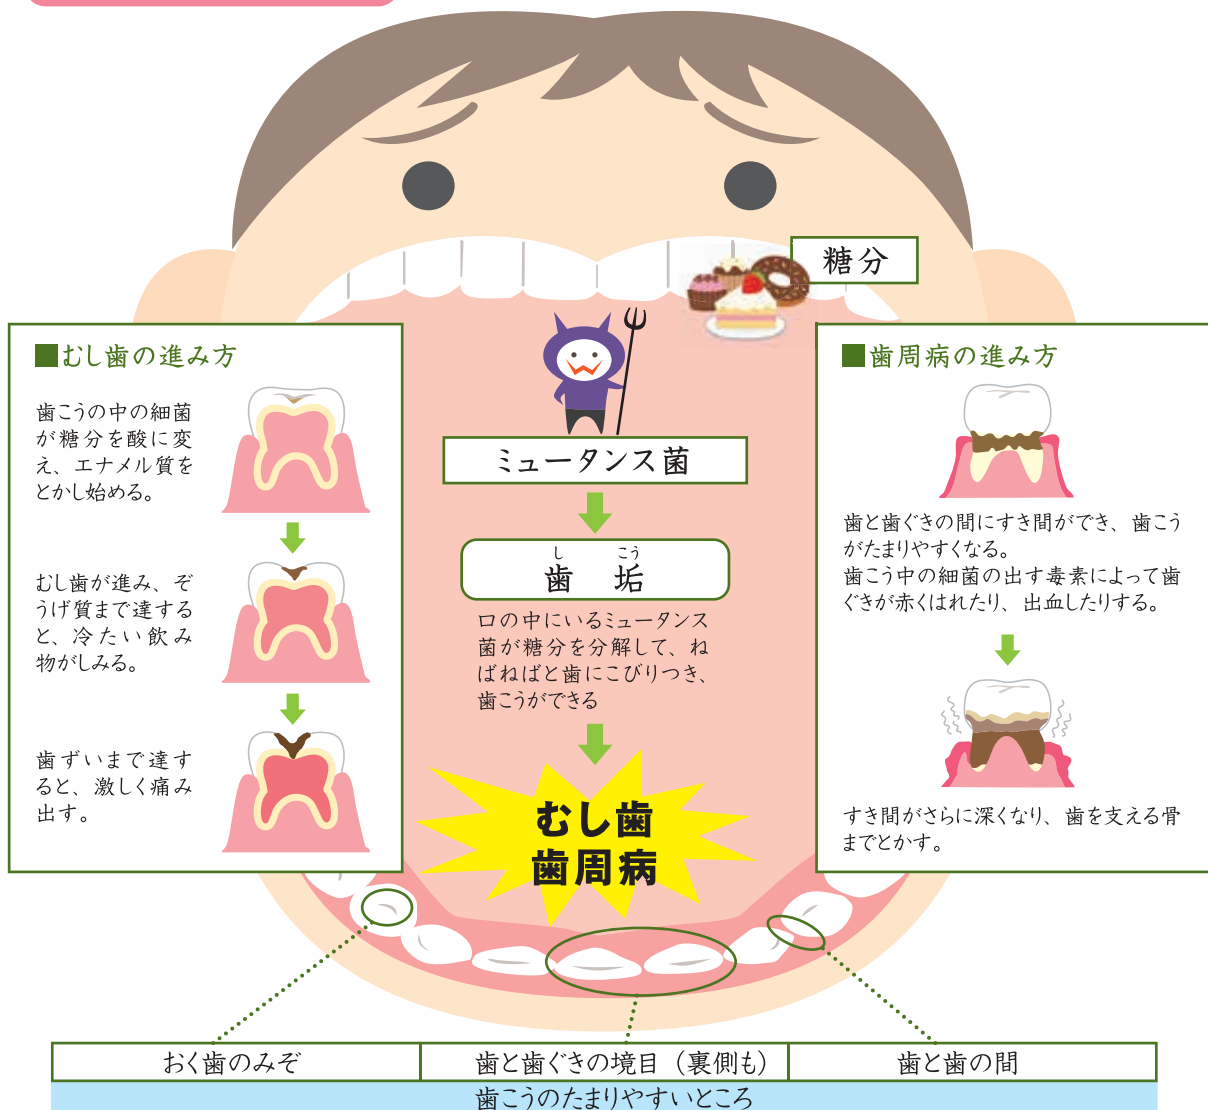 糖分
■むし歯の進み方
歯こうの中の細菌
が糖分を酸に変
え、エナメル質を
とかし始める。
むし歯が進み、ぞ
うげ質まで達する
と、冷たい飲み
物がしみる。
歯ずいまで達す
ると、激しく痛み
出す。
ミュータンス菌
し こう
歯 垢
口の中にいるミュータンス
菌が糖分を分解して、ね
ばねばと歯にこびりつき、
歯こうができる
むし歯
歯周病
■歯周病の進み方
歯と歯ぐきの間にすき間ができ、歯こう
がたまりやすくなる。
歯こう中の細菌の出す毒素によって歯
ぐきが赤くはれたり、出血したりする。
すき間がさらに深くなり、歯を支える骨
までとかす。
おく歯のみぞ
歯と歯ぐきの境目（裏側も）
歯と歯の間
歯こうのたまりやすいところ